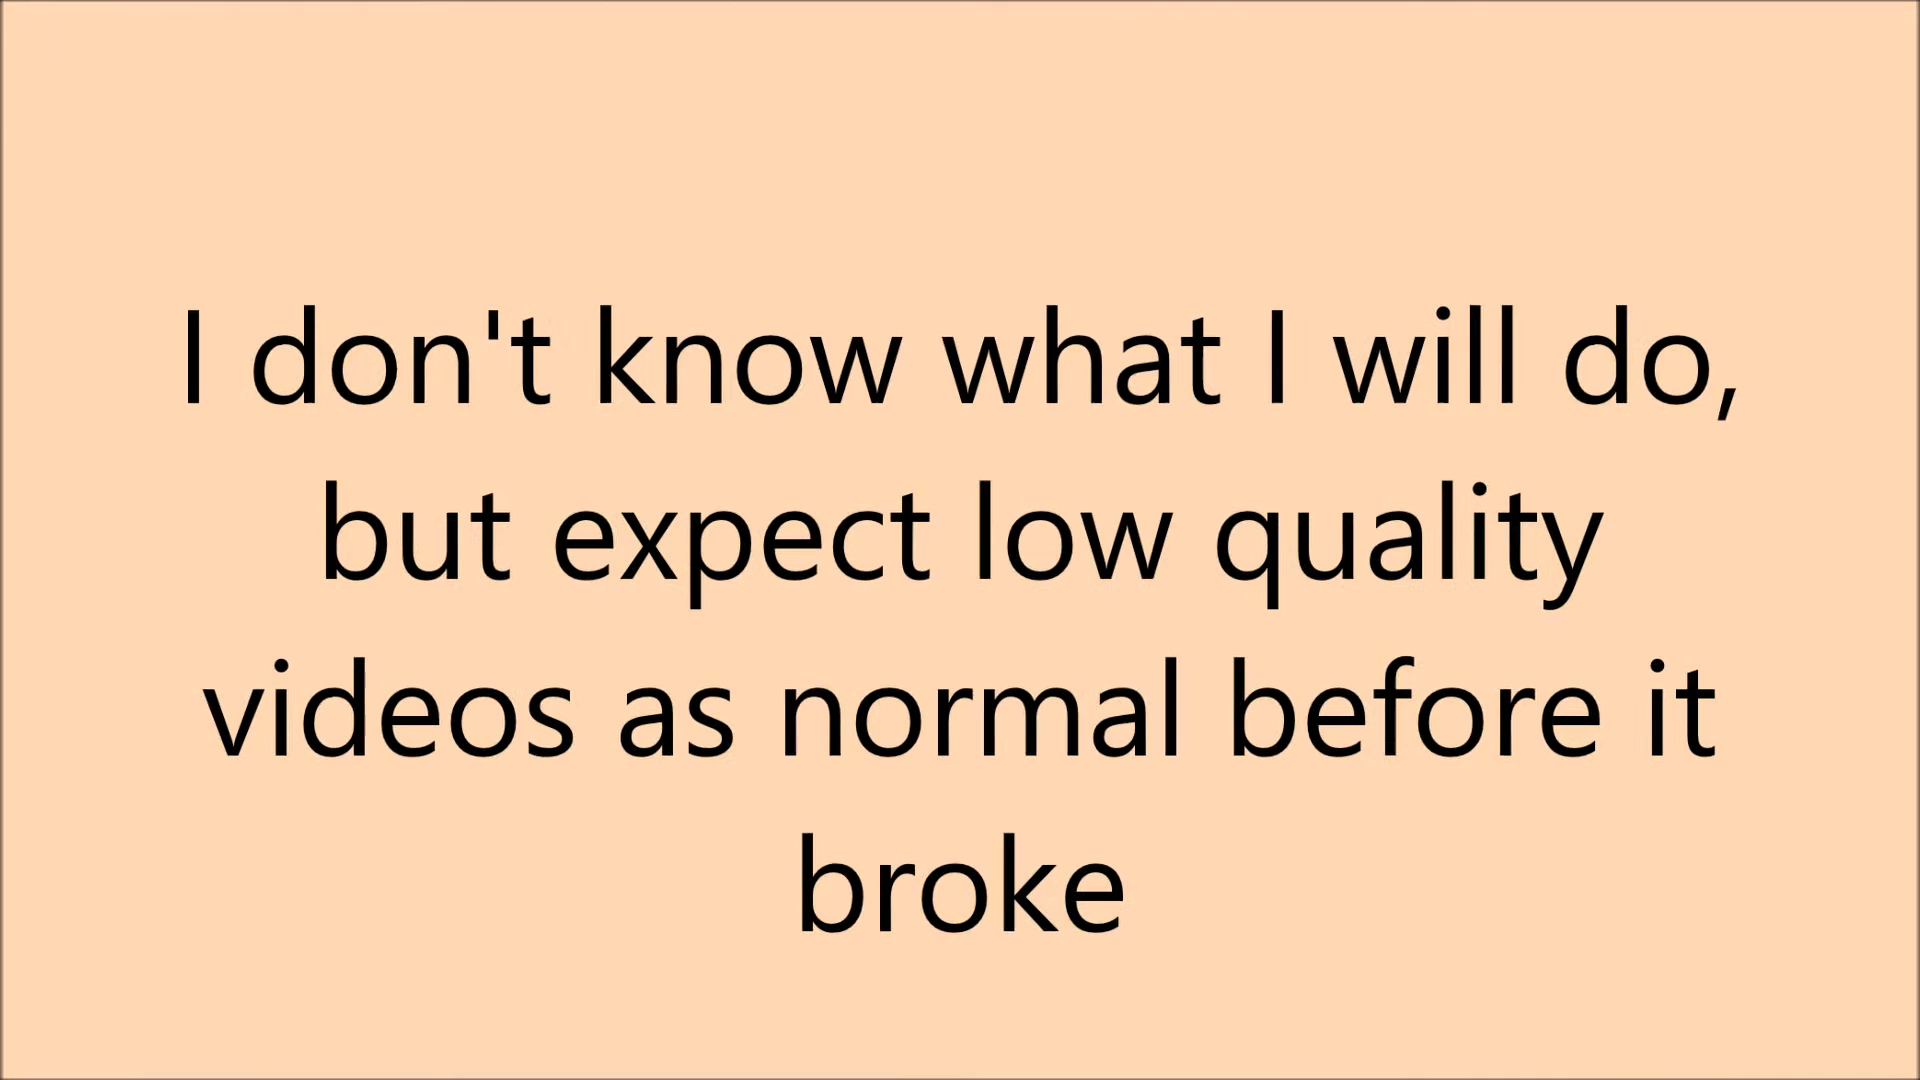 I don't know what I will do,
but expect low quality
videos as normal before it
broke